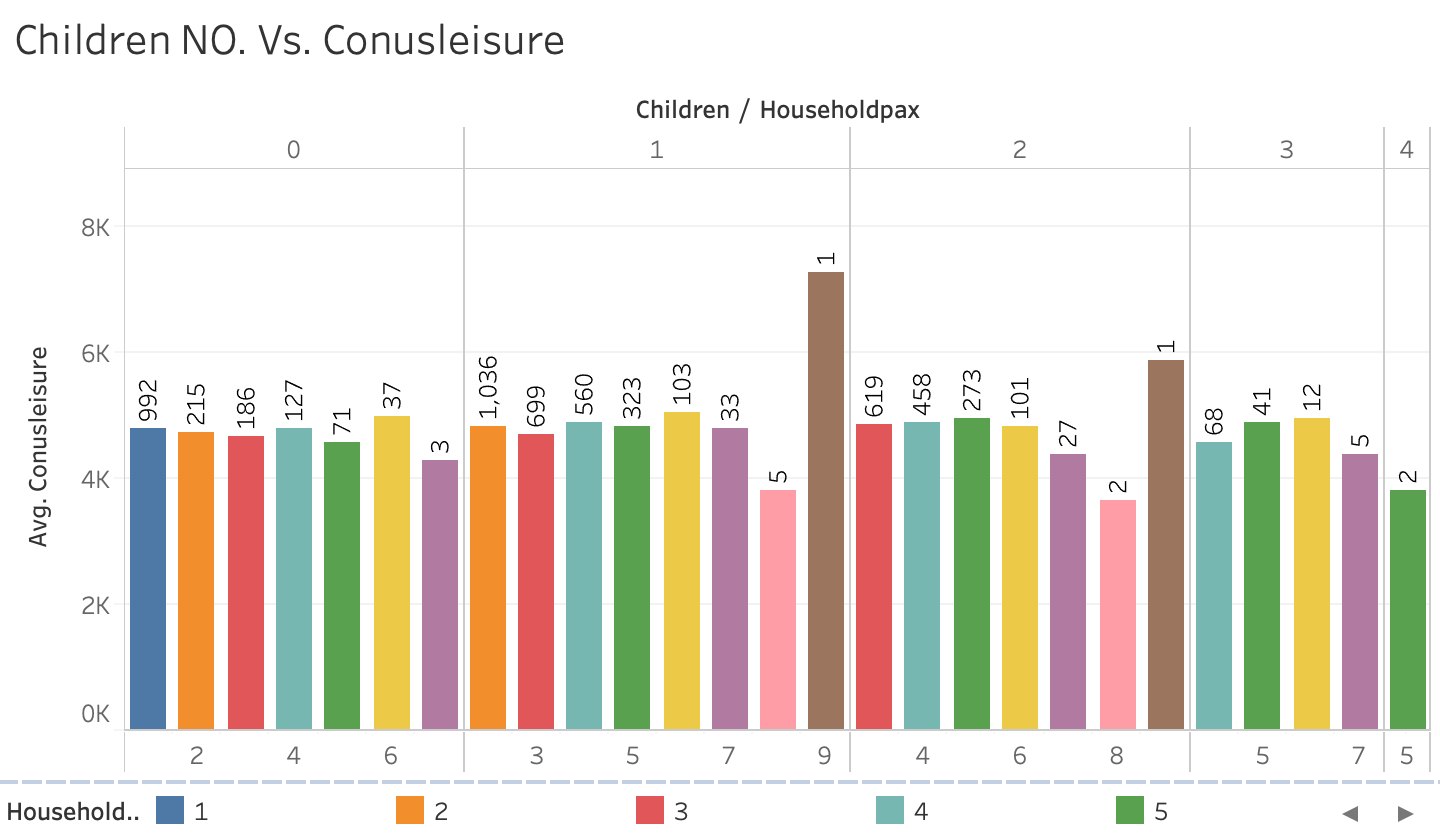 Children NO. Vs. Conusleisure
Children / Householdpax
0 1 2 3 4
8K
6K
4K
2K
0K
Avg. Conusleisure
992 215 186 127 71 37 3 1,036 699 560 323 103 33 5 1 619 458 273 101 27 2 1 68 41 12 5 2
2 4 6 3 5 7 9 4 6 8 5 7 5
Household.. 1 2 3 4 5